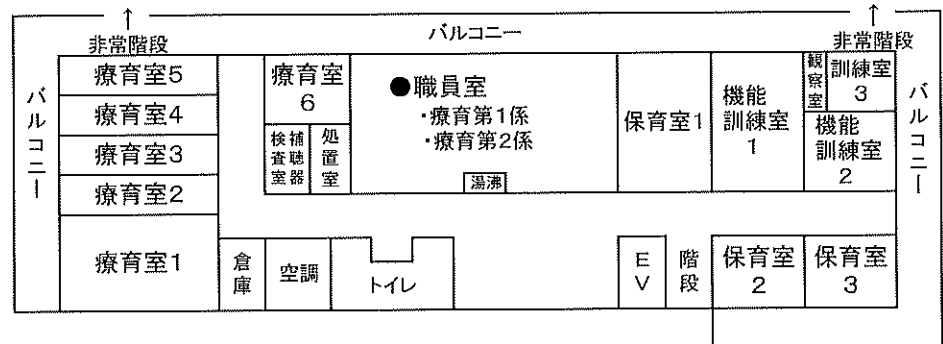 ↑
非常階段
バルコニー
↑
非常階段
バルコニー
療育室5
療育室4
療育室3
療育室2
療育室1
療育室
6
補聴器
検査室
処置室
●職員室
・療育第1係
・療育第2係
湯沸
保育室1
機能
訓練室
1
観察室
訓練室
3
機能
訓練室
2
バルコニー
倉庫
空調
トイレ
EV
階段
保育室
2
保育室
3